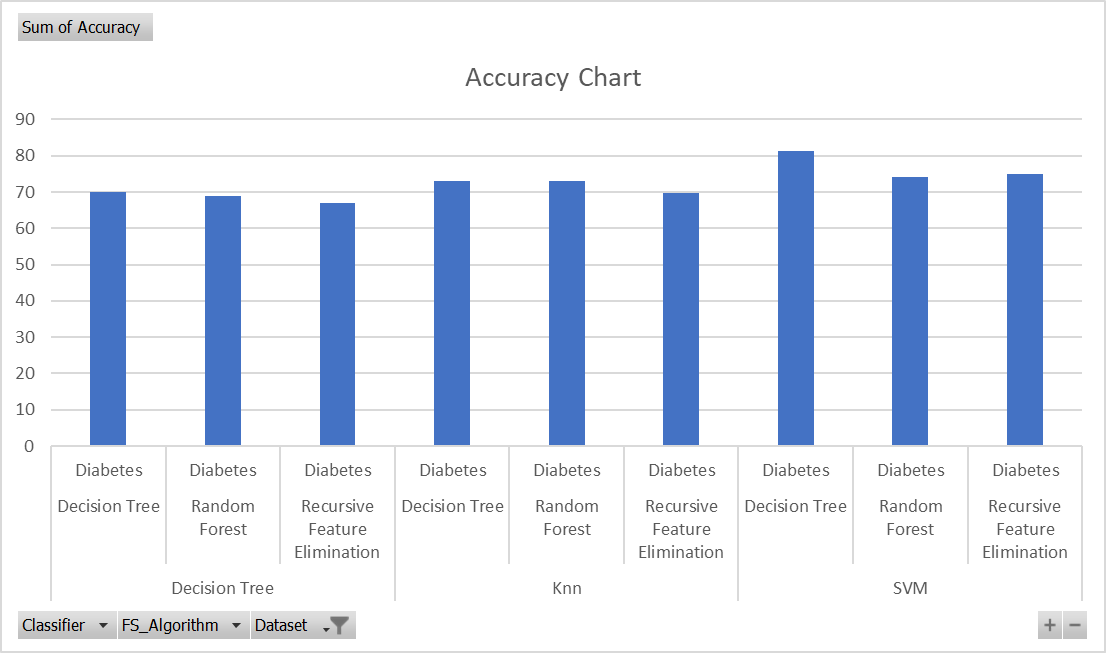 Sum of Accuracy
Accuracy Chart
90
80
70
60
50
40
30
20
10
0
Diabetes Diabetes Diabetes Diabetes Diabetes Diabetes Diabetes Diabetes Diabetes
Decision Tree Random Recursive Decision Tree Random Recursive Decision Tree Random Recursive
Forest Feature Forest Feature Forest Feature
Elimination Elimination Elimination
Decision Tree Knn SVM
Classifier FS_Algorithm Dataset + −